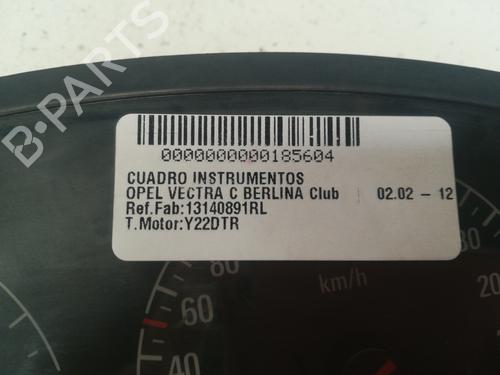 B-PARTS
0000000000185604
CUADRO INSTRUMENTOS
OPEL VECTRA C BERLINA Club 02.02 - 12
Ref.Fab:13140891RL
T.Motor:Y22DTR
80
km/h
60
40